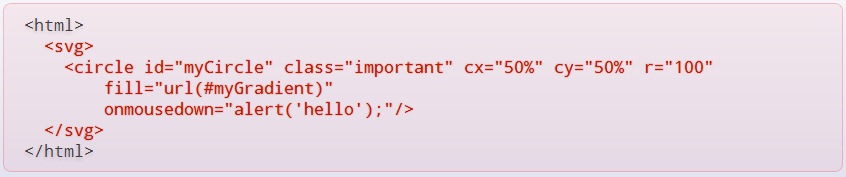 <html>
<svg>
<circle id="myCircle" class="important" cx="50%" cy="50%" r="100"
fill="url(#myGradient)"
onmousedown="alert('hello');"/>
</svg>
</html>